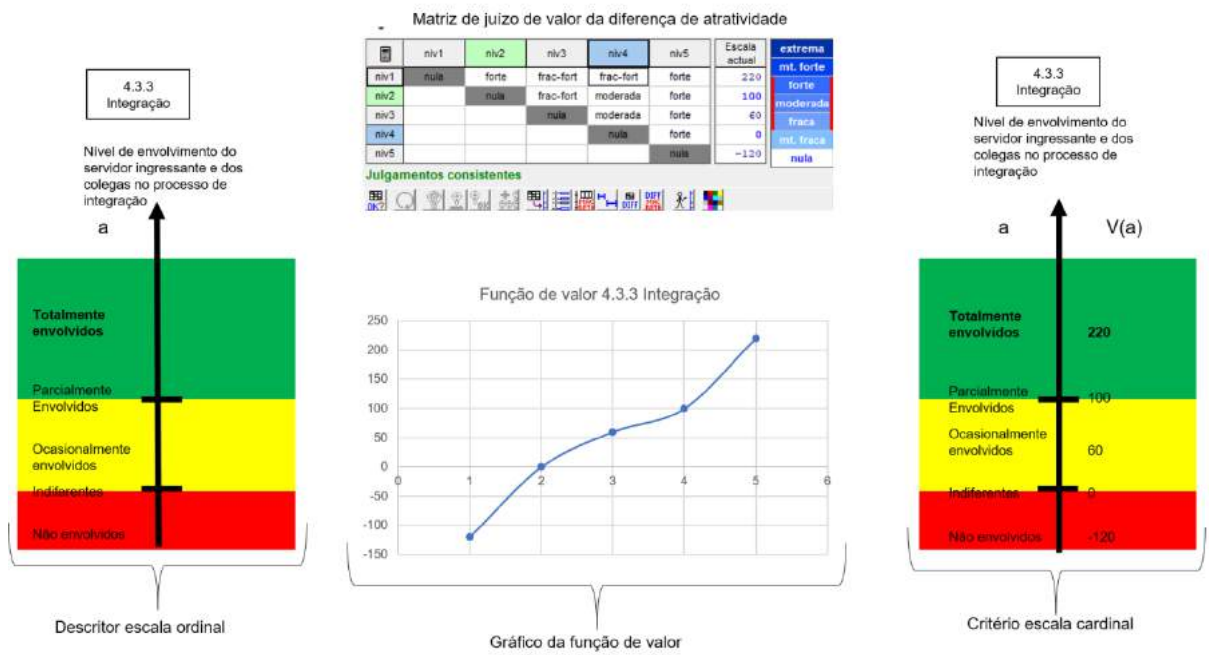 Matriz de juízo de valor da diferença de atratividade
niv1 niv2 niv3 niv4 niv5 Escala actual
niv1 nula forte frac-fort frac-fort forte 220
niv2 nula frac-fort moderada forte 100
niv3 nula moderada forte 60
niv4 nula forte 0
niv5 nula -120
extrema
mt. forte
forte
moderada
fraca
mt. fraca
nula
Julgamentos consistentes
OK? DIFF DIFF
4.3.3
Integração
Nível de envolvimento do
servidor ingressante e dos
colegas no processo de
integração
a
Totalmente
envolvidos
Parcialmente
Envolvidos
Ocasionalmente
envolvidos
Indiferentes
Não envolvidos
Descritor escala ordinal
Função de valor 4.3.3 Integração
250
200
150
100
50
0
-50
-100
-150
0 1 2 3 4 5 6
Gráfico da função de valor
4.3.3
Integração
Nível de envolvimento do
servidor ingressante e dos
colegas no processo de
integração
a V(a)
Totalmente
envolvidos 220
Parcialmente 100
Envolvidos
Ocasionalmente
envolvidos 60
Indiferentes 0
Não envolvidos -120
Critério escala cardinal